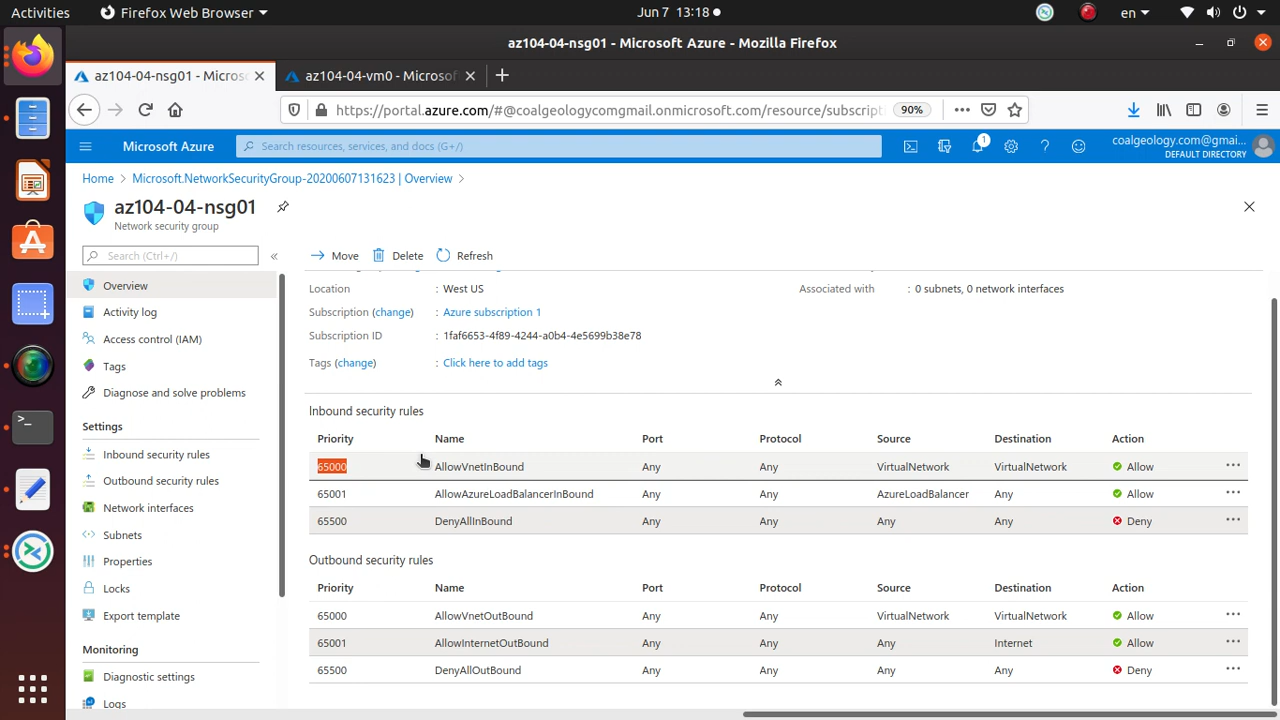 Activities
Firefox Web Browser
Jun 7 13:18
en
az104-04-nsg01 - Microsoft Azure - Mozilla Firefox
az104-04-nsg01 - Micros
az104-04-vm0 - Microsof
https://portal.azure.com/#@coalgeologycomgmail.onmicrosoft.com/resource/subscript
90%
Microsoft Azure
Search resources, services, and docs (G+/)
1
coalgeology.com@gmai...
DEFAULT DIRECTORY
Home > Microsoft.NetworkSecurityGroup-20200607131623 | Overview >
az104-04-nsg01
Network security group
Search (Ctrl+/)
Move Delete Refresh
Overview
Activity log
Access control (IAM)
Tags
Diagnose and solve problems
Settings
Inbound security rules
Outbound security rules
Network interfaces
Subnets
Properties
Locks
Export template
Monitoring
Diagnostic settings
Logs
Location : West US
Associated with : 0 subnets, 0 network interfaces
Subscription (change) : Azure subscription 1
Subscription ID : 1faf6653-4f89-4244-a0b4-4e5699b38e78
Tags (change) : Click here to add tags
Inbound security rules
Priority Name Port Protocol Source Destination Action
65000 AllowVnetInBound Any Any VirtualNetwork VirtualNetwork Allow ...
65001 AllowAzureLoadBalancerInBound Any Any AzureLoadBalancer Any Allow ...
65500 DenyAllInBound Any Any Any Any Deny ...
Outbound security rules
Priority Name Port Protocol Source Destination Action
65000 AllowVnetOutBound Any Any VirtualNetwork VirtualNetwork Allow ...
65001 AllowInternetOutBound Any Any Any Internet Allow ...
65500 DenyAllOutBound Any Any Any Any Deny ...